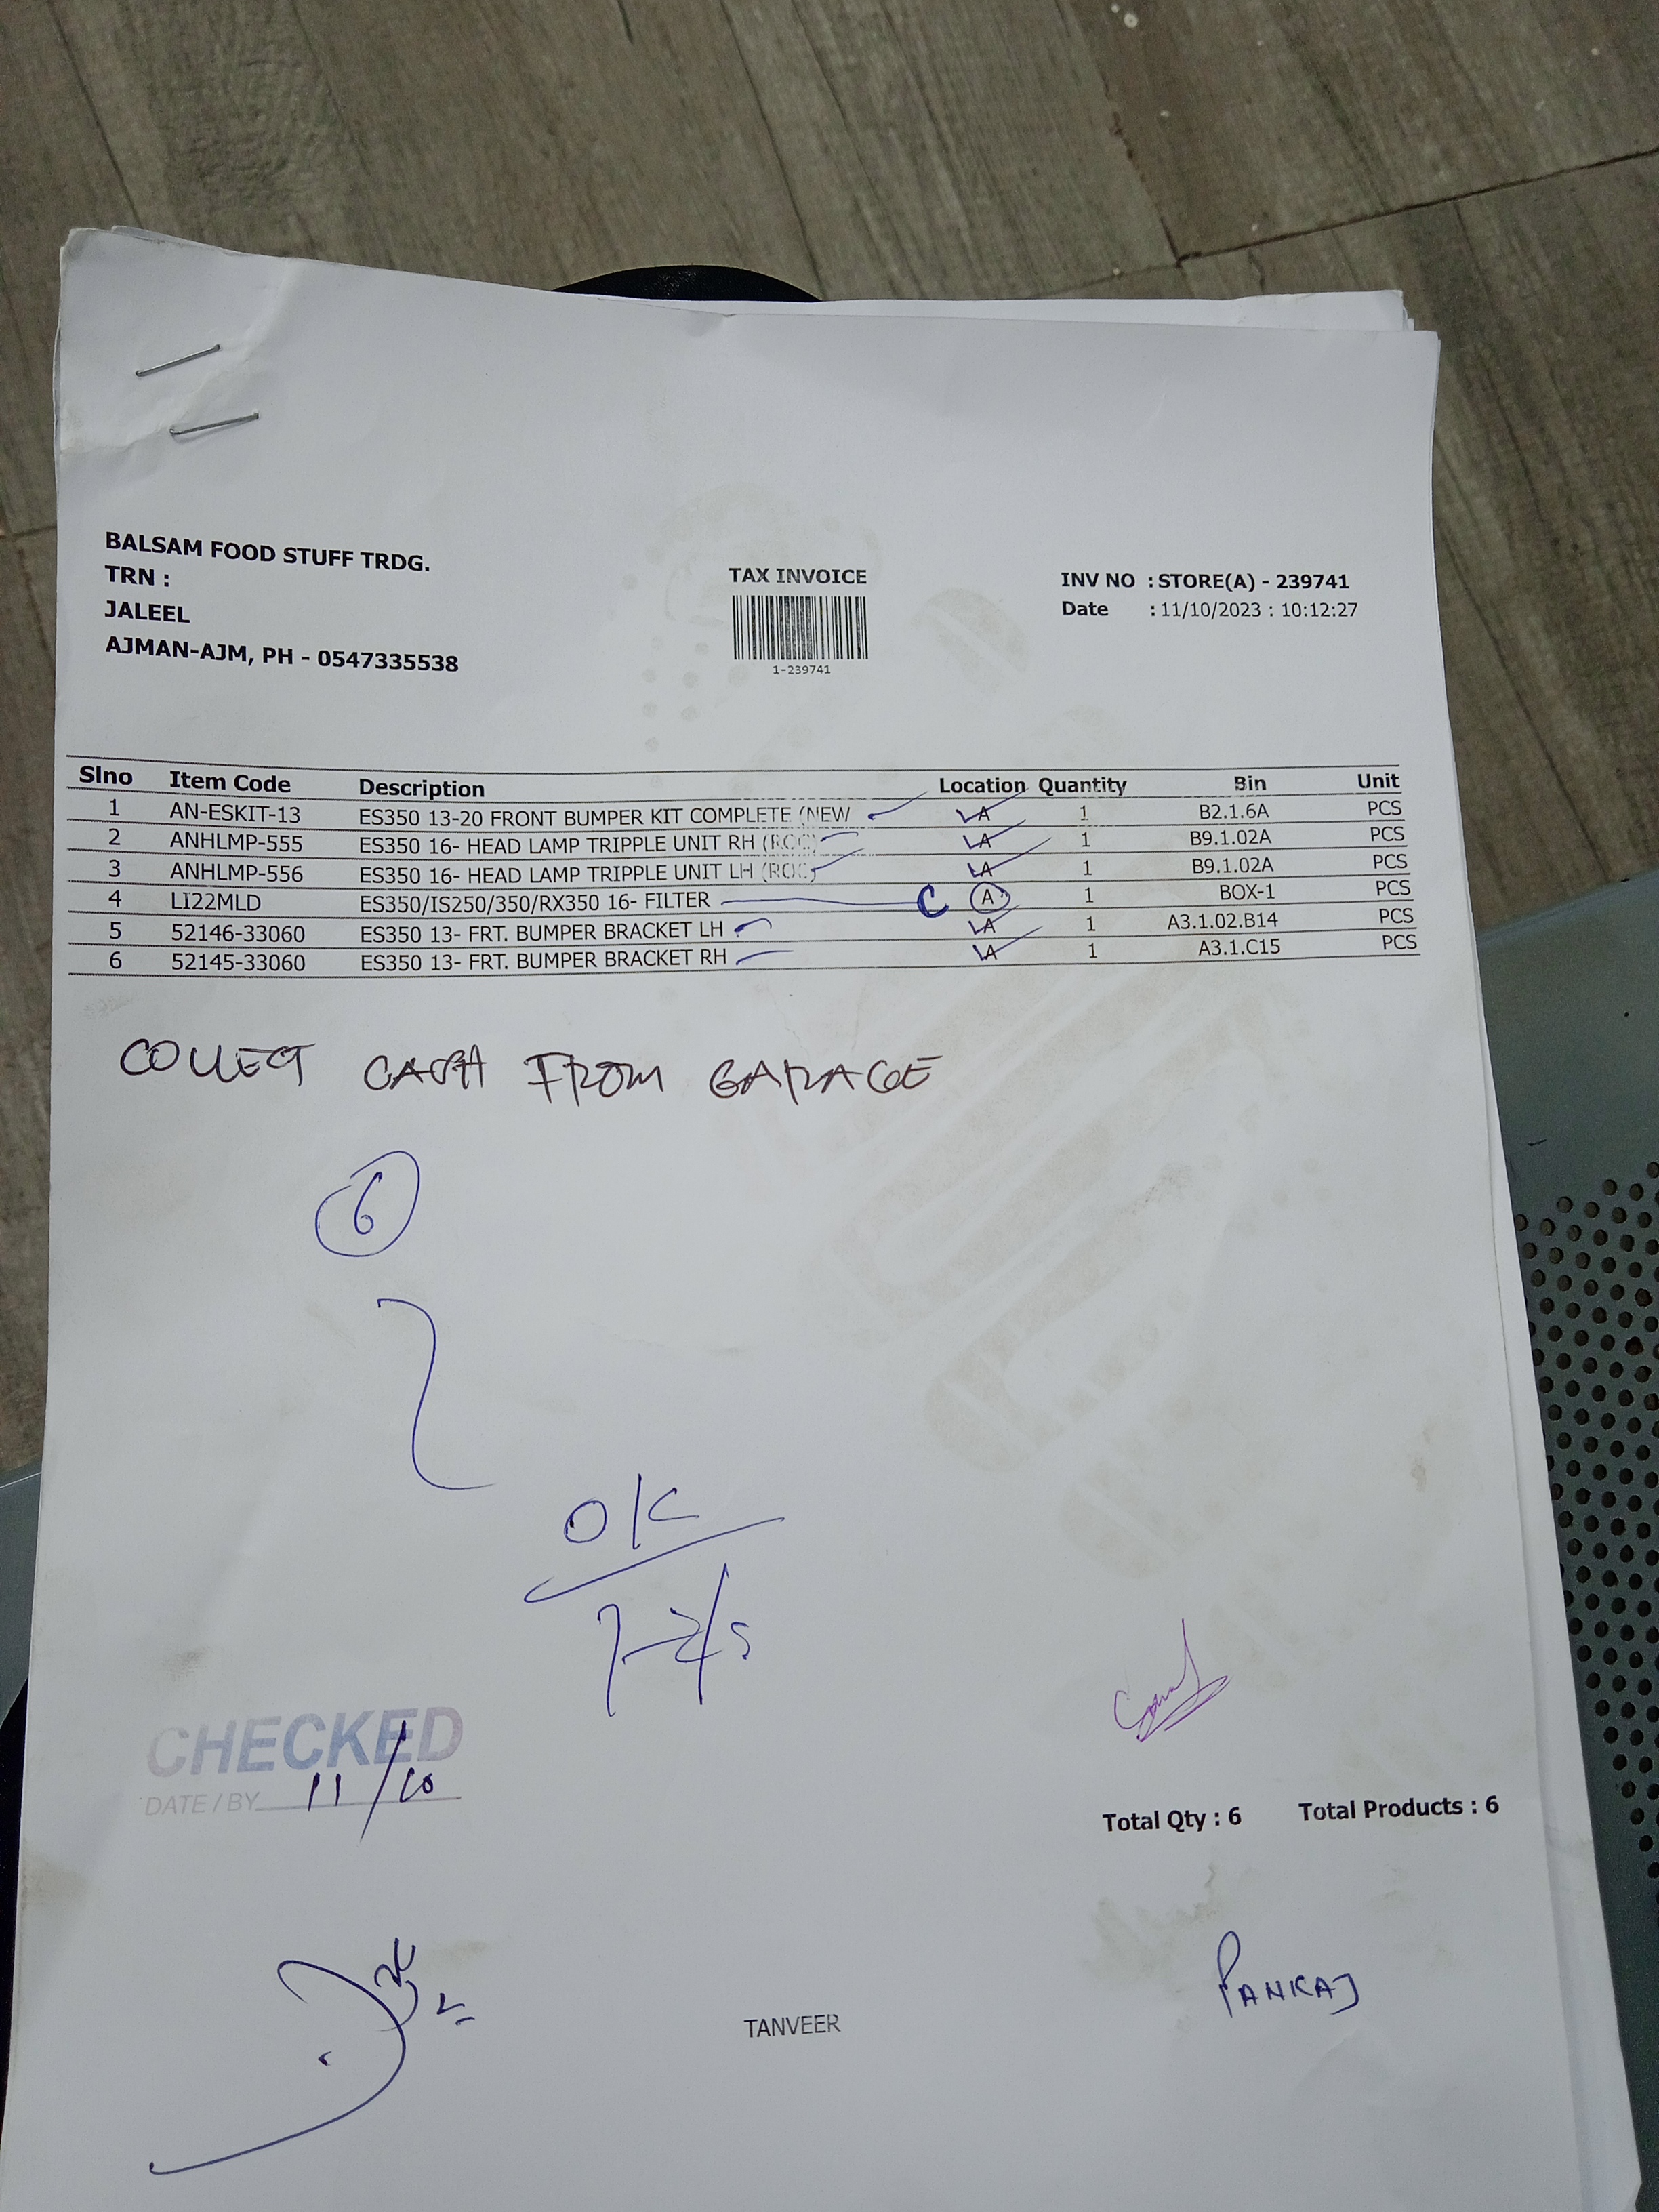 BALSAM FOOD STUFF TRDG.
TRN :
JALEEL
AJMAN-AJM, PH - 0547335538
TAX INVOICE
1-239741
INV NO : STORE(A) - 239741
Date : 11/10/2023 : 10:12:27
Slno Item Code Description Location Quantity Bin Unit
1 AN-ESKIT-13 ES350 13-20 FRONT BUMPER KIT COMPLETE (NEW A 1 B2.1.6A PCS
2 ANHLMP-555 ES350 16- HEAD LAMP TRIPPLE UNIT RH (ROC) A 1 B9.1.02A PCS
3 ANHLMP-556 ES350 16- HEAD LAMP TRIPPLE UNIT LH (ROC) A 1 B9.1.02A PCS
4 LI22MLD ES350/IS250/350/RX350 16- FILTER C A 1 BOX-1 PCS
5 52146-33060 ES350 13- FRT. BUMPER BRACKET LH A 1 A3.1.02.B14 PCS
6 52145-33060 ES350 13- FRT. BUMPER BRACKET RH A 1 A3.1.C15 PCS
COLLECT CASH FROM GARAGE
6
OK
CHECKED
DATE / BY 11/10
Total Qty : 6 Total Products : 6
TANVEER
PANKAJ